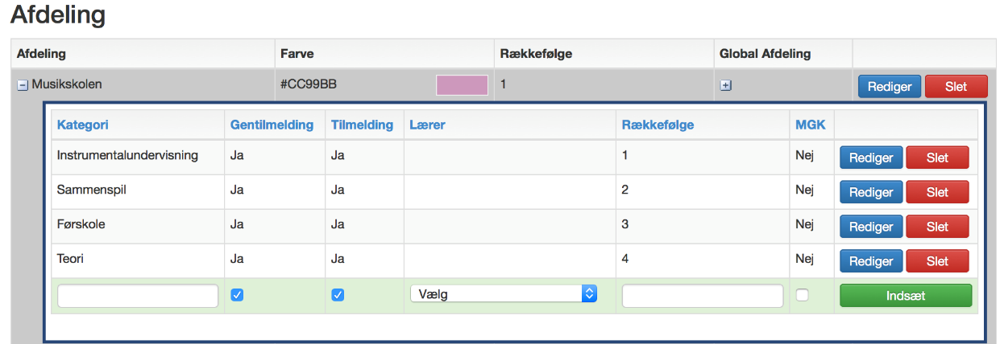 Afdeling
Afdeling Farve Rækkefølge Global Afdeling
Musikskolen #CC99BB 1 Rediger Slet
Kategori Gentilmelding Tilmelding Lærer Rækkefølge MGK
Instrumentalundervisning Ja Ja 1 Nej Rediger Slet
Sammenspil Ja Ja 2 Nej Rediger Slet
Førskole Ja Ja 3 Nej Rediger Slet
Teori Ja Ja 4 Nej Rediger Slet
Vælg Indsæt